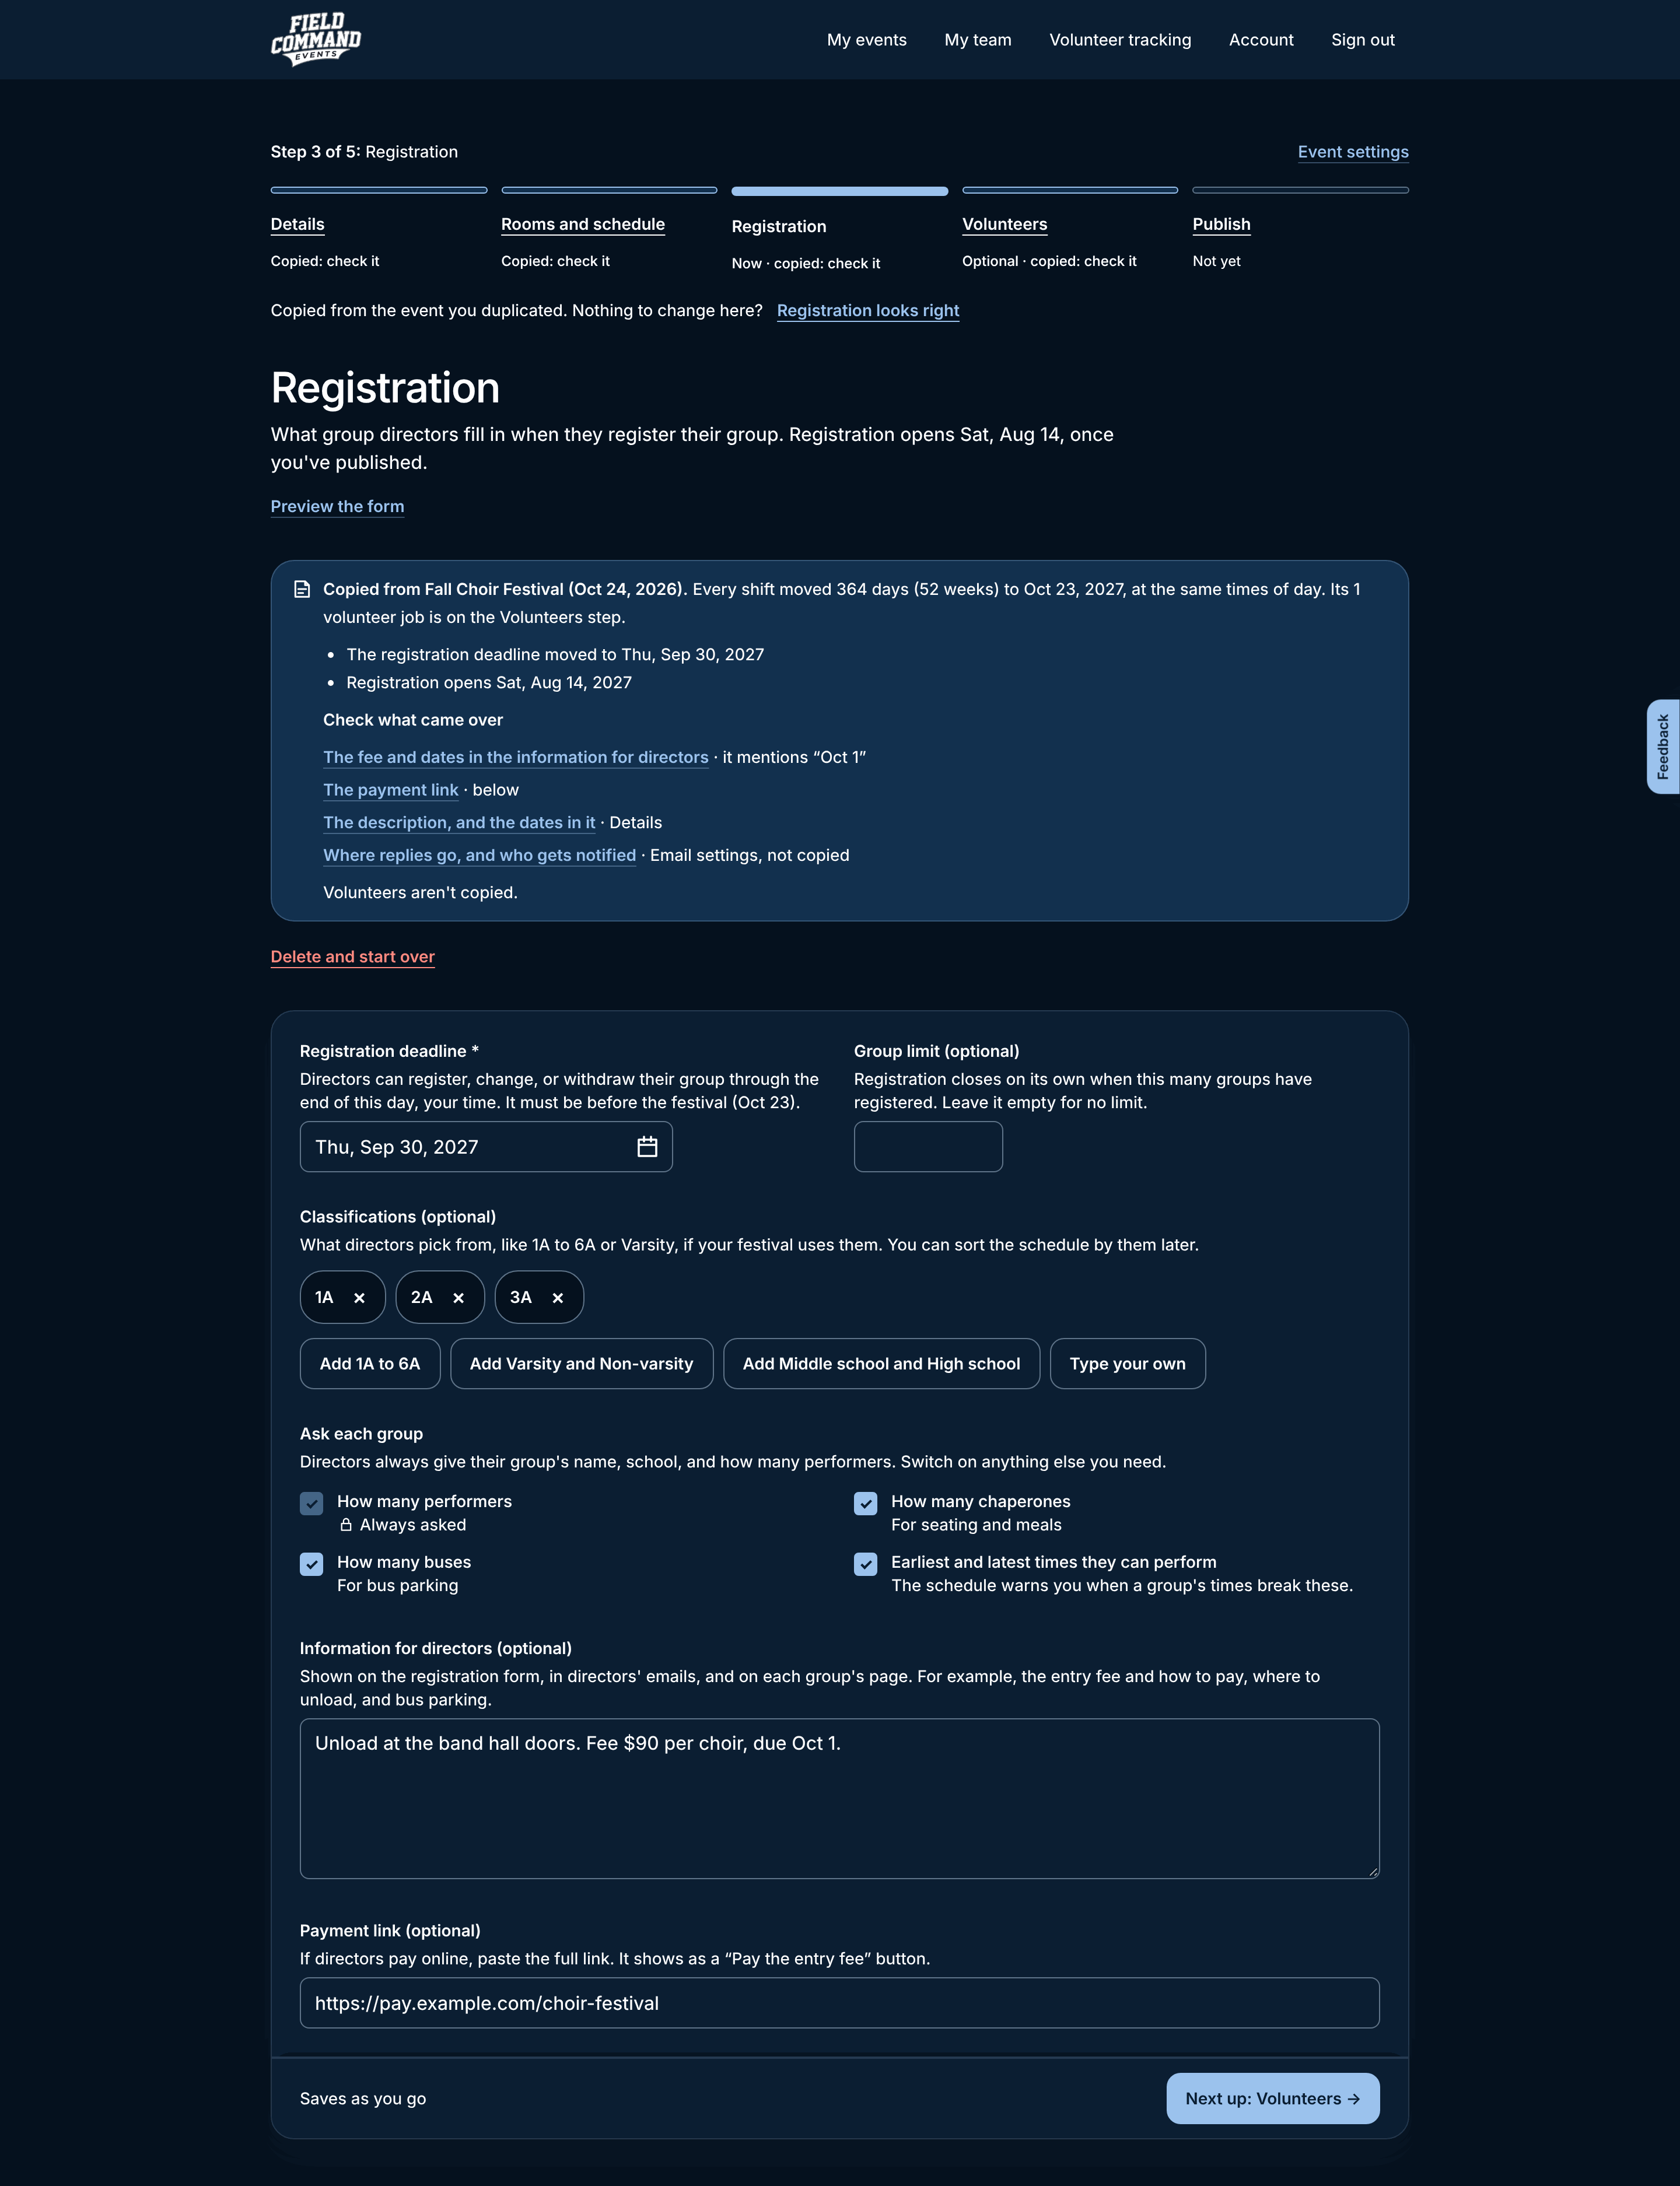 FIELD
COMMAND
EVENTS
My events
My team
Volunteer tracking
Account
Sign out
Step 3 of 5: Registration
Event settings
Details
Copied: check it
Rooms and schedule
Copied: check it
Registration
Now · copied: check it
Volunteers
Optional · copied: check it
Publish
Not yet
Copied from the event you duplicated. Nothing to change here? Registration looks right
Registration
What group directors fill in when they register their group. Registration opens Sat, Aug 14, once
you've published.
Preview the form
Copied from Fall Choir Festival (Oct 24, 2026). Every shift moved 364 days (52 weeks) to Oct 23, 2027, at the same times of day. Its 1
volunteer job is on the Volunteers step.
• The registration deadline moved to Thu, Sep 30, 2027
• Registration opens Sat, Aug 14, 2027
Check what came over
The fee and dates in the information for directors · it mentions “Oct 1”
The payment link · below
The description, and the dates in it · Details
Where replies go, and who gets notified · Email settings, not copied
Volunteers aren't copied.
Feedback
Delete and start over
Registration deadline *
Directors can register, change, or withdraw their group through the
end of this day, your time. It must be before the festival (Oct 23).
Thu, Sep 30, 2027
Group limit (optional)
Registration closes on its own when this many groups have
registered. Leave it empty for no limit.
Classifications (optional)
What directors pick from, like 1A to 6A or Varsity, if your festival uses them. You can sort the schedule by them later.
1A ×
2A ×
3A ×
Add 1A to 6A
Add Varsity and Non-varsity
Add Middle school and High school
Type your own
Ask each group
Directors always give their group's name, school, and how many performers. Switch on anything else you need.
How many performers
Always asked
How many chaperones
For seating and meals
How many buses
For bus parking
Earliest and latest times they can perform
The schedule warns you when a group's times break these.
Information for directors (optional)
Shown on the registration form, in directors' emails, and on each group's page. For example, the entry fee and how to pay, where to
unload, and bus parking.
Unload at the band hall doors. Fee $90 per choir, due Oct 1.
Payment link (optional)
If directors pay online, paste the full link. It shows as a “Pay the entry fee” button.
https://pay.example.com/choir-festival
Saves as you go
Next up: Volunteers →